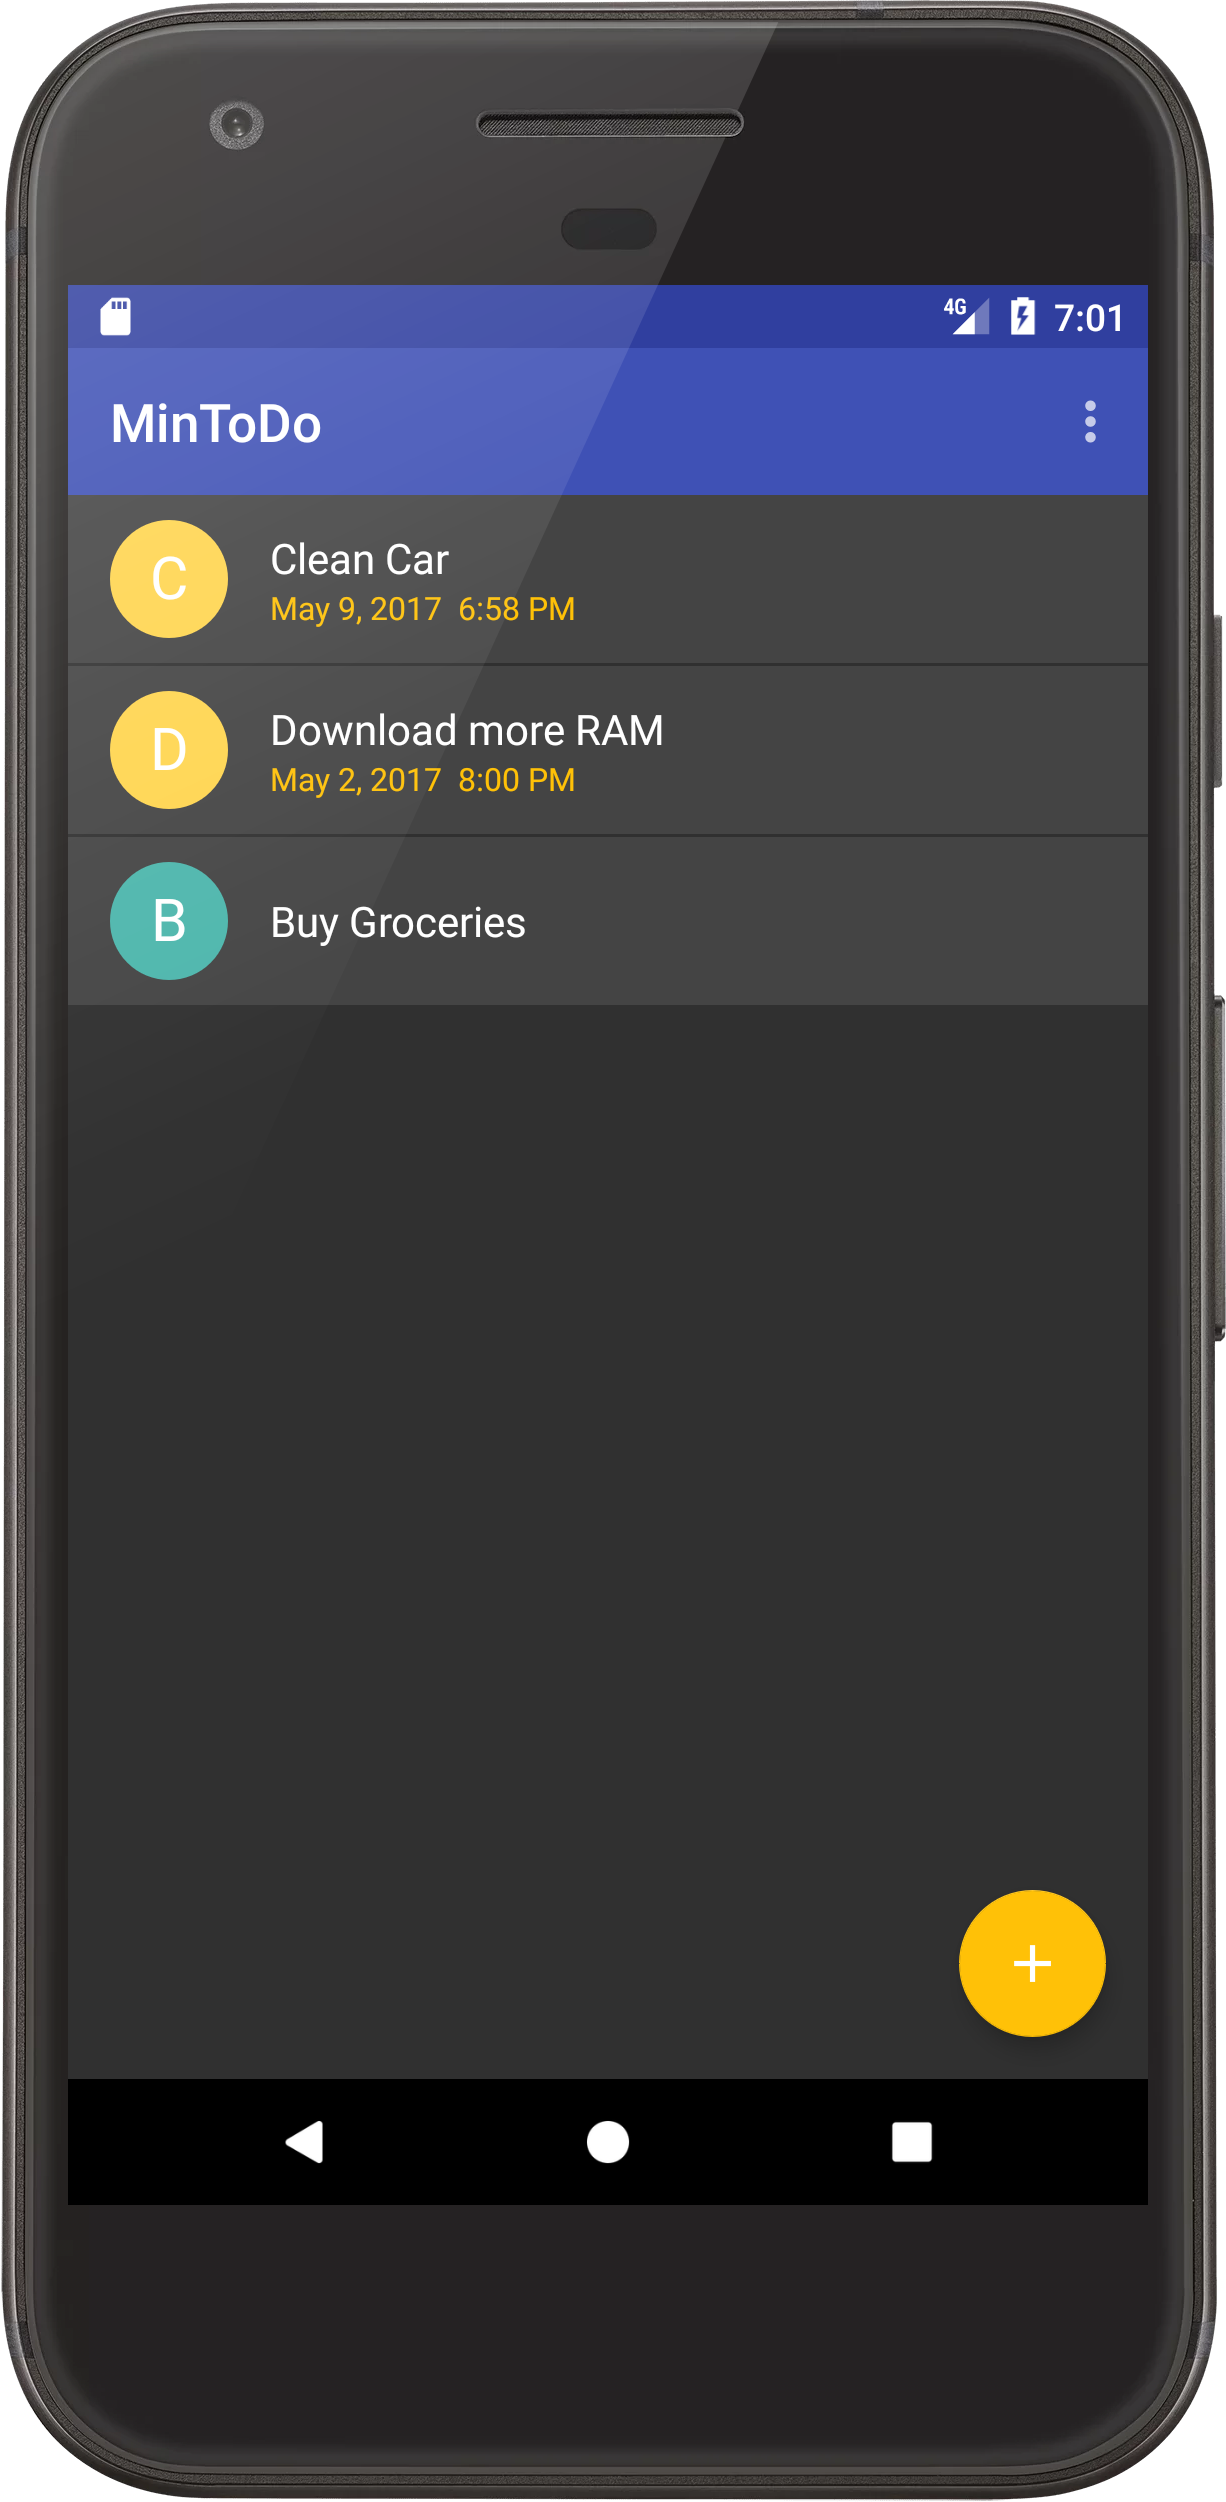 4G 7:01
MinToDo
C
Clean Car
May 9, 2017 6:58 PM
D
Download more RAM
May 2, 2017 8:00 PM
B
Buy Groceries